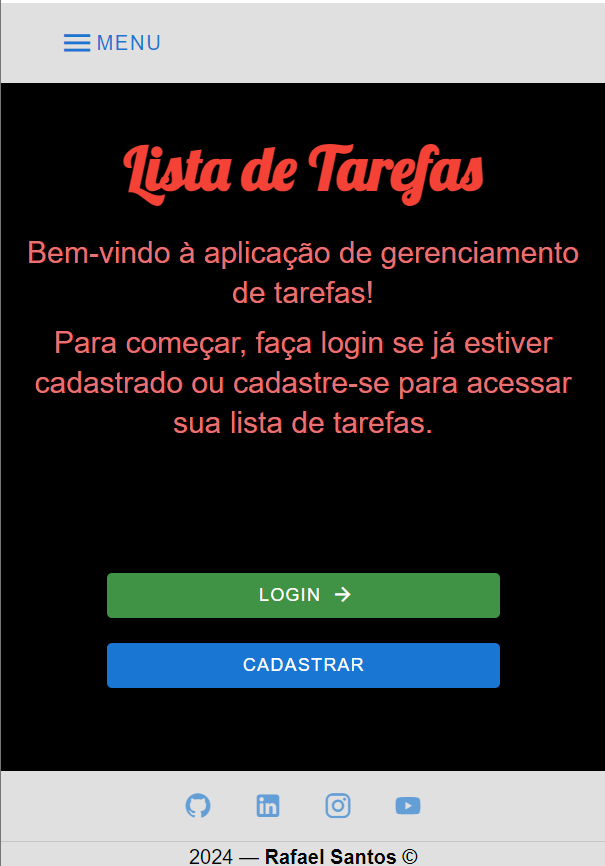 MENU
Lista de Tarefas
Bem-vindo à aplicação de gerenciamento
de tarefas!
Para começar, faça login se já estiver
cadastrado ou cadastre-se para acessar
sua lista de tarefas.
LOGIN →
CADASTRAR
2024 — Rafael Santos ©